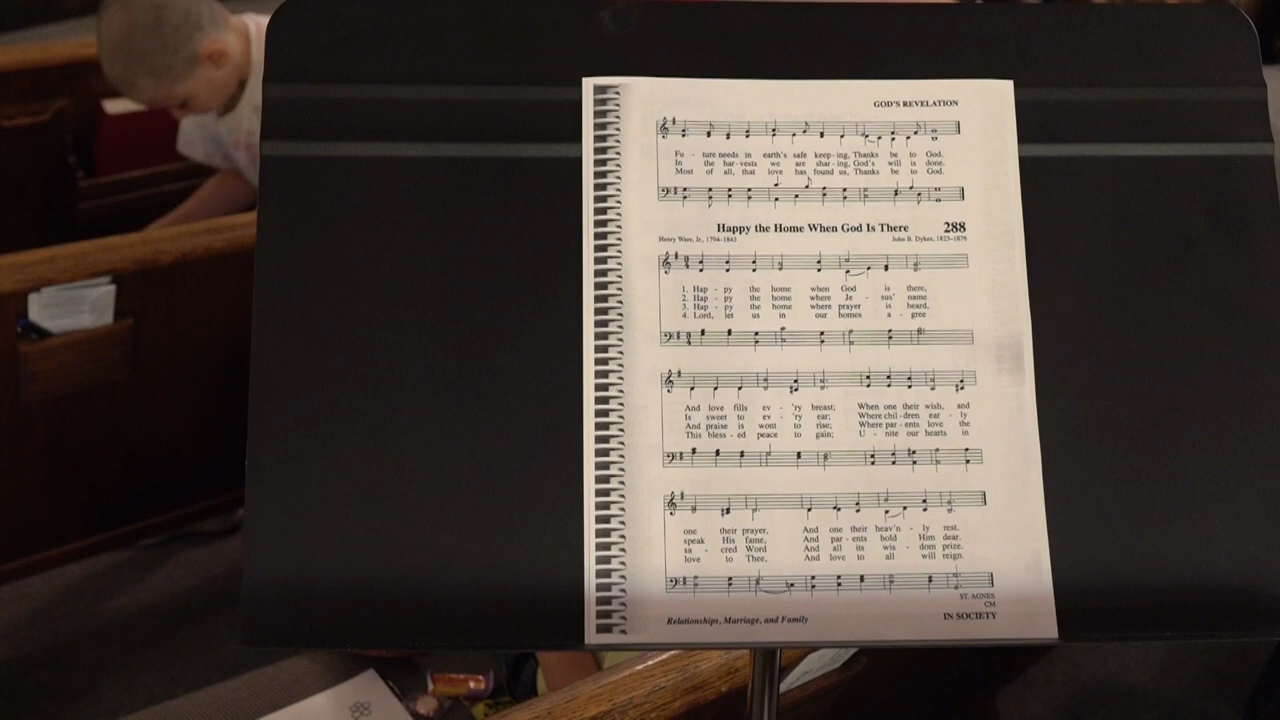 GOD'S REVELATION
Fu - ture needs in earth's safe keep-ing, Thanks be to God.
In the har-vests we are shar-ing, God's will is done.
Most of all, that love has found us, Thanks be to God.
Happy the Home When God Is There 288
Henry Ware, Jr., 1794–1843 John B. Dykes, 1823–1876
1. Hap - py the home when God is there,
2. Hap - py the home where Je - sus' name
3. Hap - py the home where prayer is heard,
4. Lord, let us in our homes a - gree
And love fills ev - 'ry breast; When one their wish, and
Is sweet to ev - 'ry ear; Where chil - dren ear - ly
And praise is wont to rise; Where par - ents love the
This bless - ed peace to gain; U - nite our hearts in
one their prayer, And one their heav'n - ly rest.
speak His fame, And par - ents hold Him dear.
sa - cred Word And all its wis - dom prize.
love to Thee, And love to all will reign.
ST. AGNES
CM
Relationships, Marriage, and Family IN SOCIETY